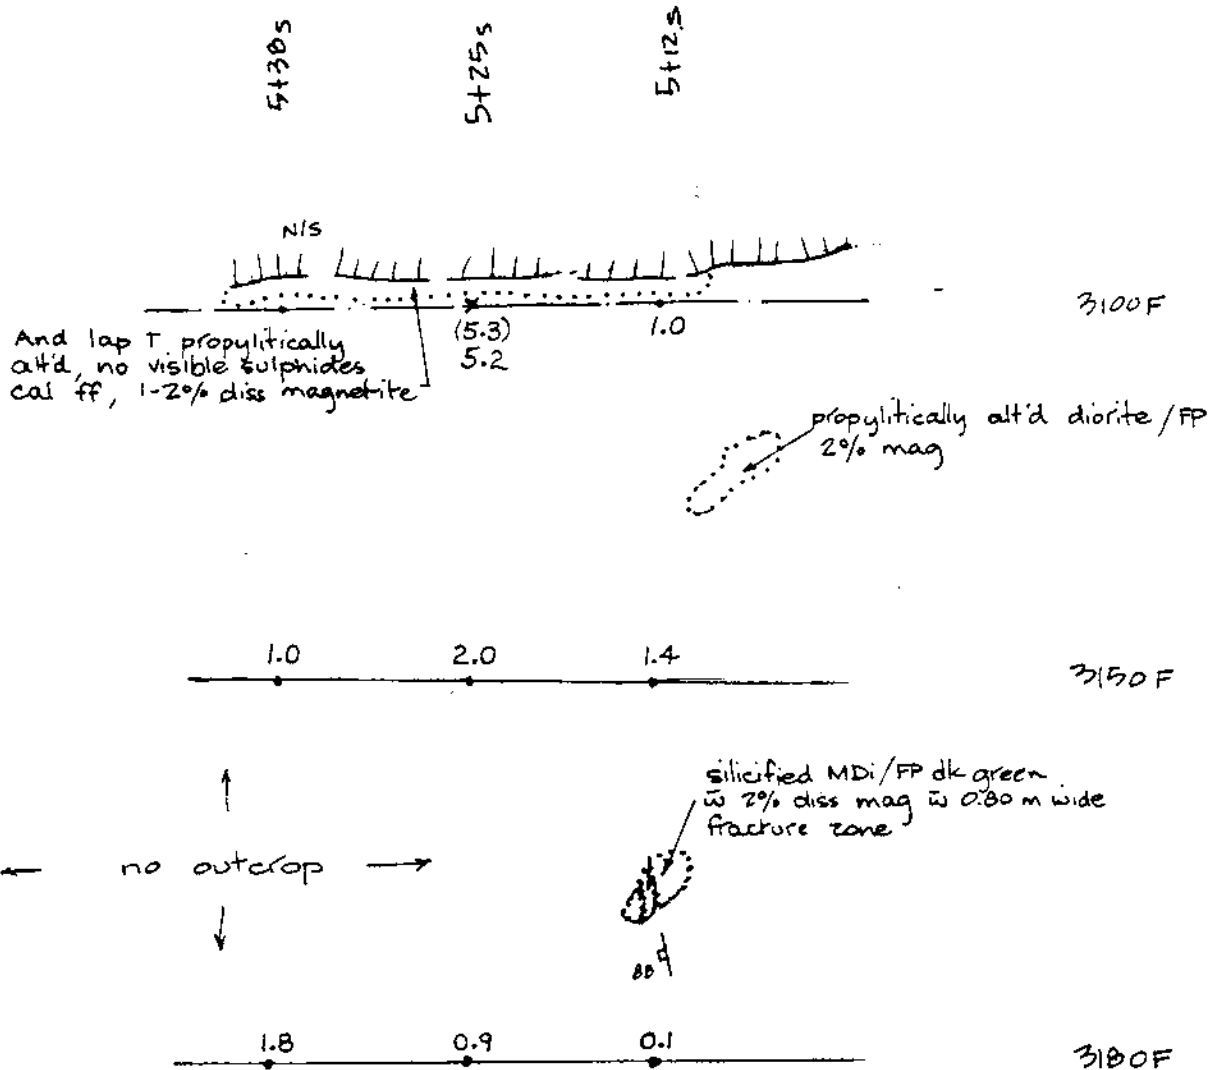 5+38s
5+25s
5+12s
N/S
3100F
(5.3)
5.2
1.0
And lap T propylitically
alt'd, no visible sulphides
cal ff, 1-2% diss magnetite
propylitically alt'd diorite/FP
2% mag
1.0
2.0
1.4
3150F
silicified MDi/FP dk green
w̄ 2% diss mag w̄ 0.80 m wide
fracture zone
no outcrop
1.8
0.9
0.1
3180F